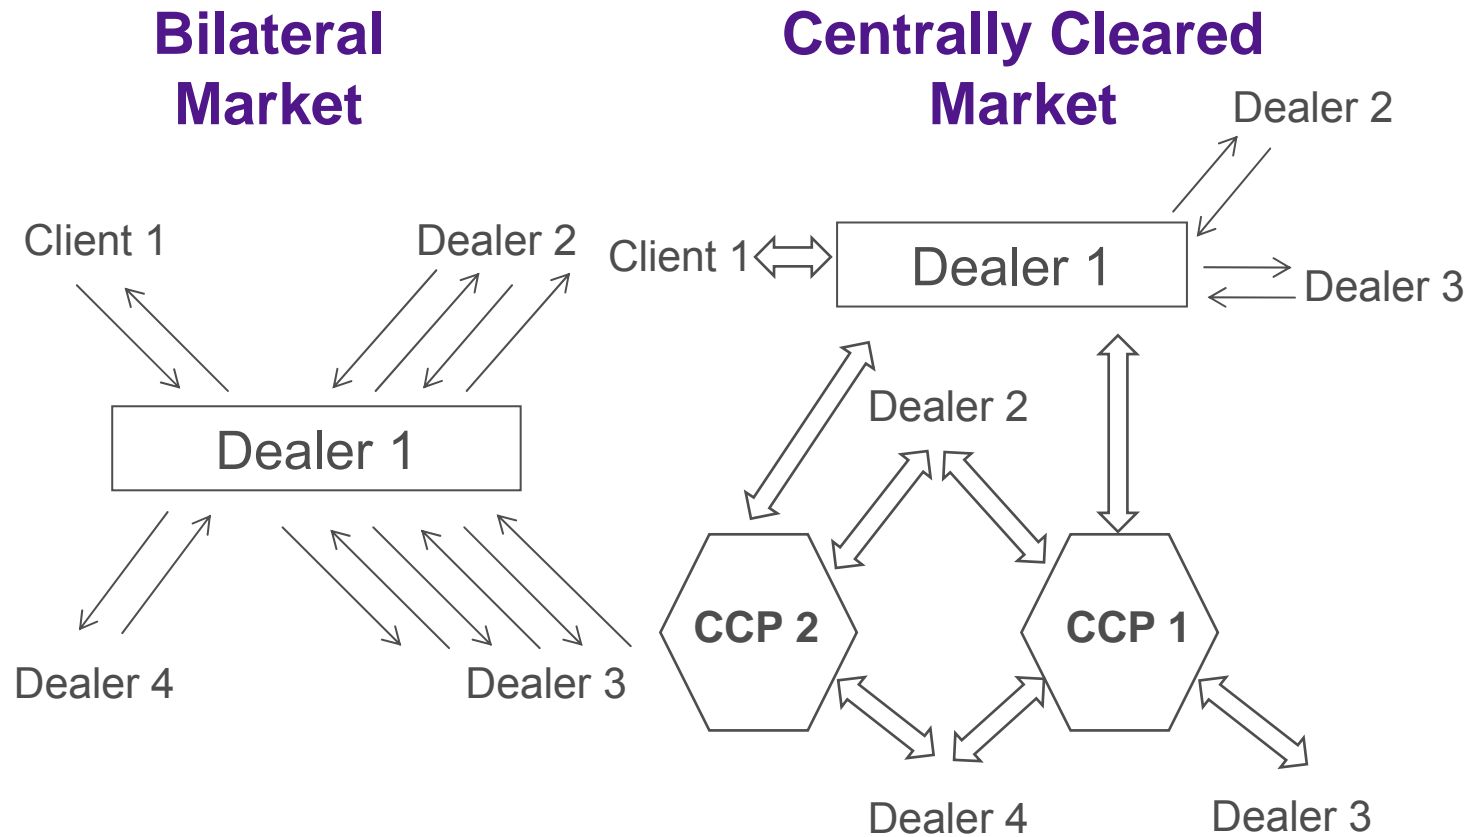 Bilateral
Market
Client 1
Dealer 2
Dealer 1
Dealer 4
Dealer 3
Centrally Cleared
Market
Dealer 2
Client 1
Dealer 1
Dealer 3
Dealer 2
CCP 2
CCP 1
Dealer 4
Dealer 3